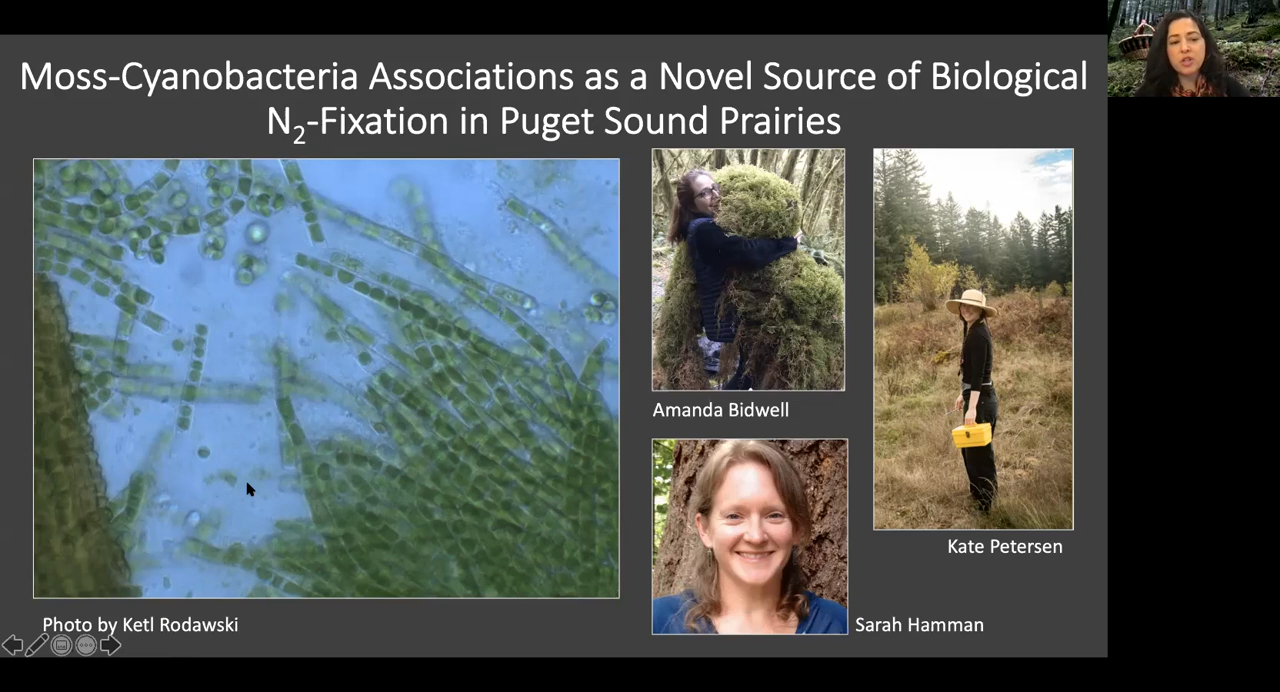 Moss-Cyanobacteria Associations as a Novel Source of Biological
N₂-Fixation in Puget Sound Prairies
Amanda Bidwell
Kate Petersen
Photo by Ketl Rodawski
Sarah Hamman